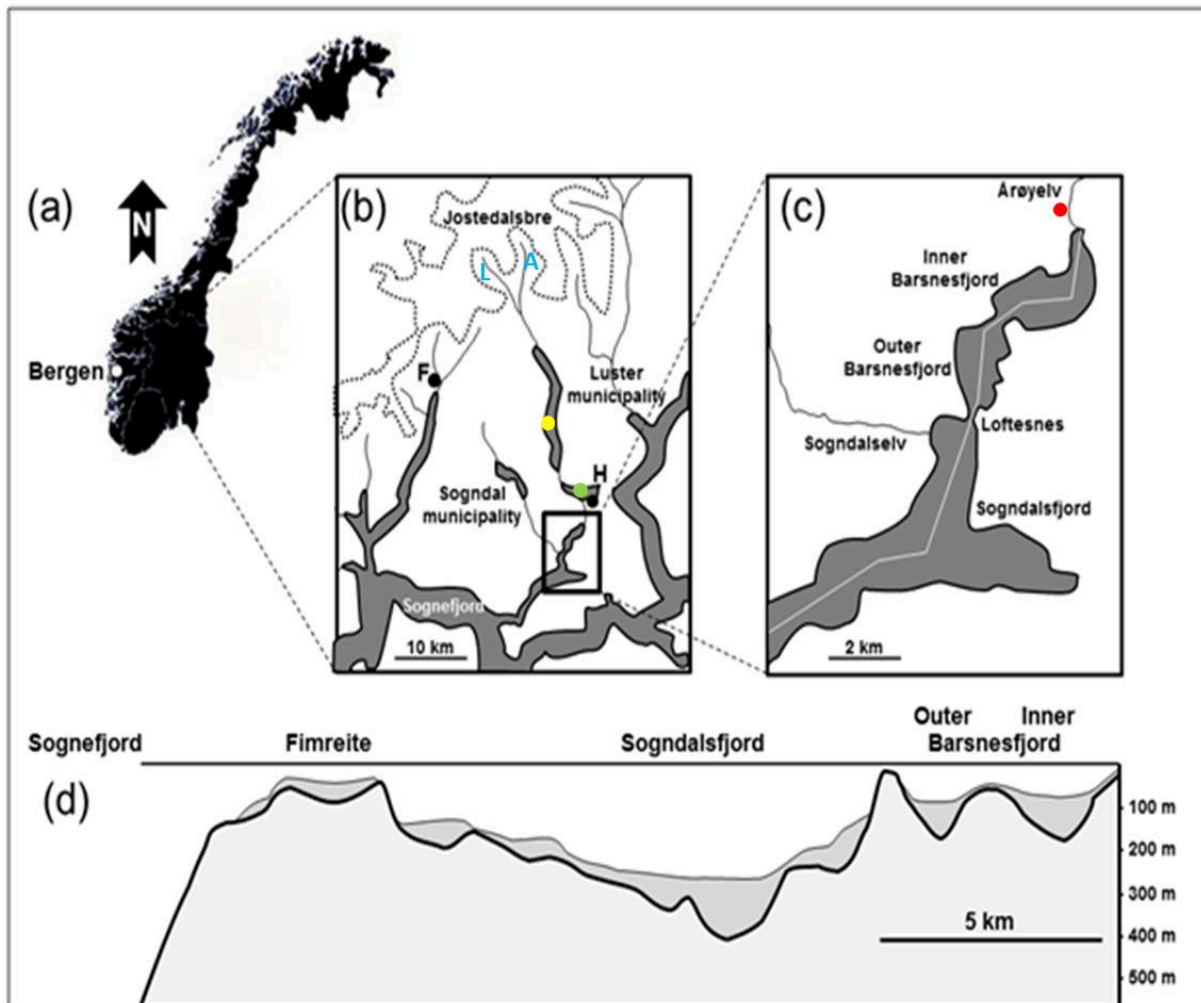 (a)
N
Bergen
(b)
Jostedalsbre
L
A
F
Luster
municipality
H
Sogndal
municipality
Sognefjord
10 km
(c)
Årøyelv
Inner
Barsnesfjord
Outer
Barsnesfjord
Loftesnes
Sogndalselv
Sogndalsfjord
2 km
Outer Inner
Sognefjord Fimreite Sogndalsfjord Barsnesfjord
(d)
100 m
200 m
300 m
5 km
400 m
500 m